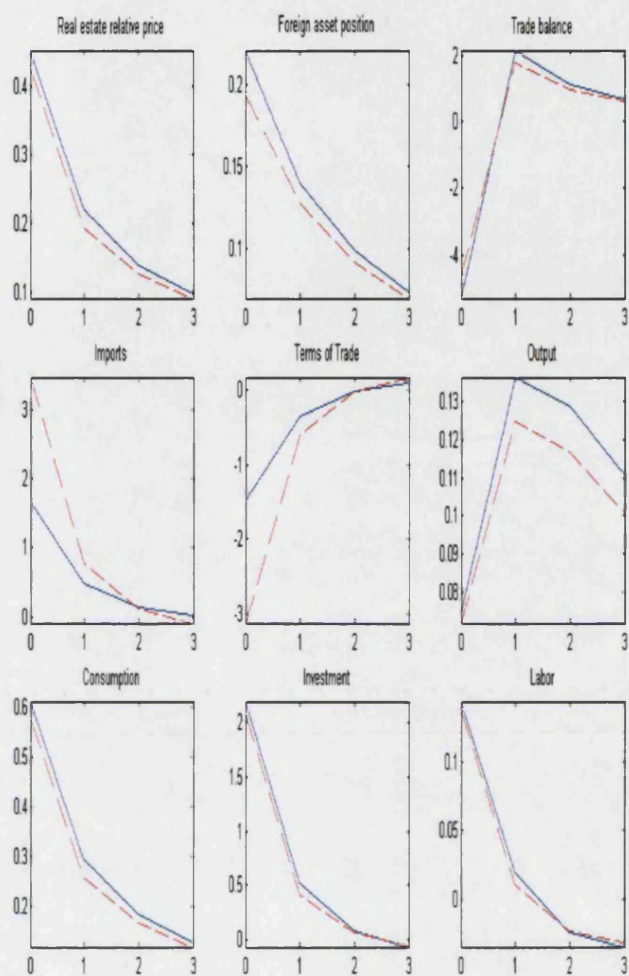 Real estate relative price
Foreign asset position
Trade balance
0.4
0.3
0.2
0.1
0 1 2 3
0.2
0.15
0.1
0 1 2 3
2
0
-2
-4
0 1 2 3
Imports
Terms of Trade
Output
3
2
1
0
0 1 2 3
0
-1
-2
-3
0 1 2 3
0.13
0.12
0.11
0.1
0.09
0.08
0 1 2 3
Consumption
Investment
Labor
0.6
0.5
0.4
0.3
0.2
0 1 2 3
2
1.5
1
0.5
0
0 1 2 3
0.1
0.05
0
0 1 2 3